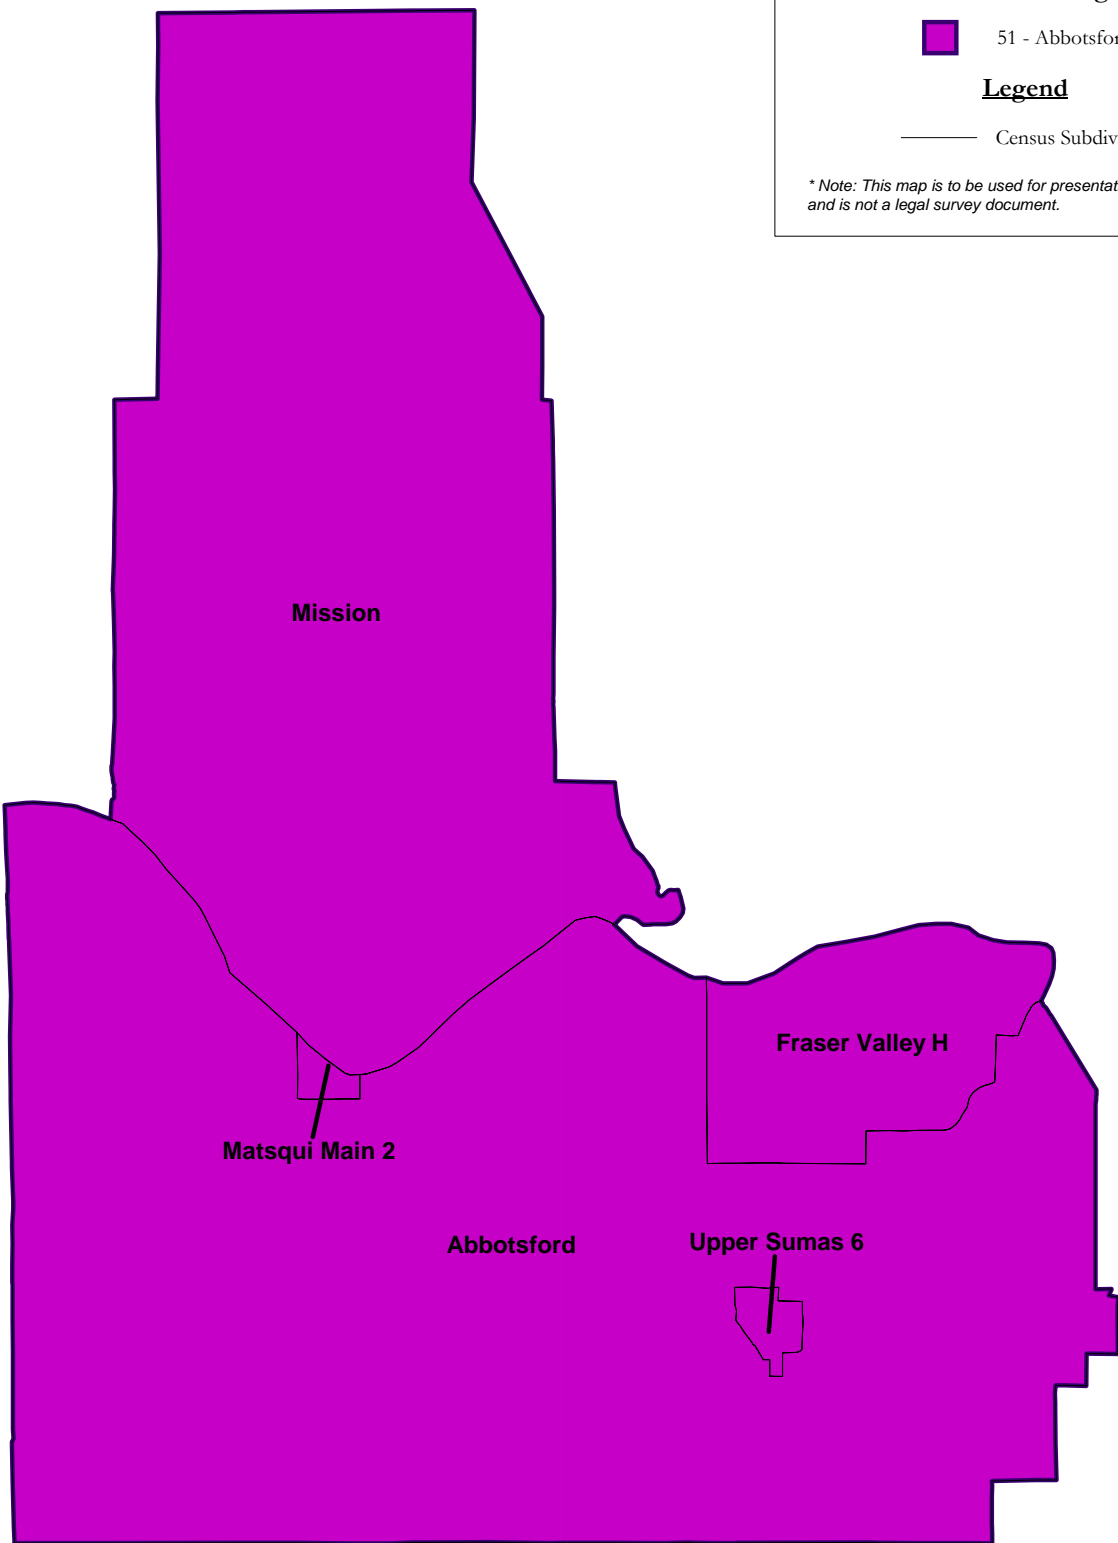 51 - Abbotsfor
Legend
Census Subdiv
* Note: This map is to be used for presentat
and is not a legal survey document.
Mission
Fraser Valley H
Matsqui Main 2
Abbotsford
Upper Sumas 6